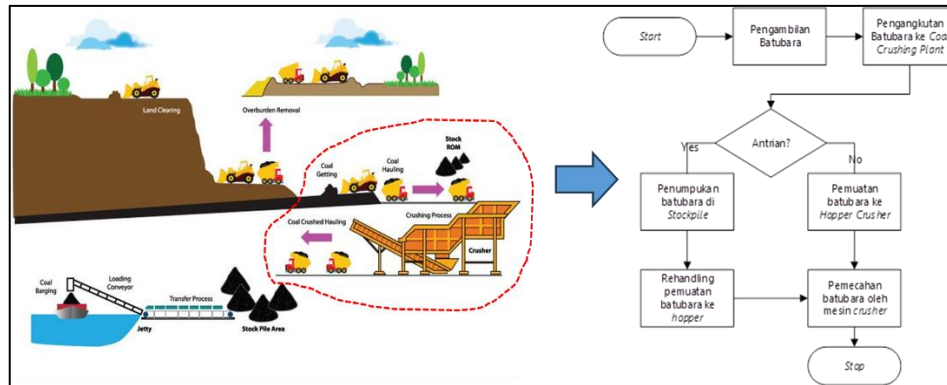 Land Clearing
Overburden Removal
Coal
Getting
Coal
Hauling
Stock
ROM
Coal Crushed Hauling
Crushing Process
Crusher
Coal
Barging
Loading
Conveyor
Transfer Process
Jetty
Stock Pile Area
Start
Pengambilan
Batubara
Pengangkutan
Batubara ke Coal
Crushing Plant
Antrian?
Yes
No
Penumpukan
batubara di
Stockpile
Pemuatan
batubara ke
Hopper Crusher
Rehandling
pemuatan
batubara ke
hopper
Pemecahan
batubara oleh
mesin crusher
Stop